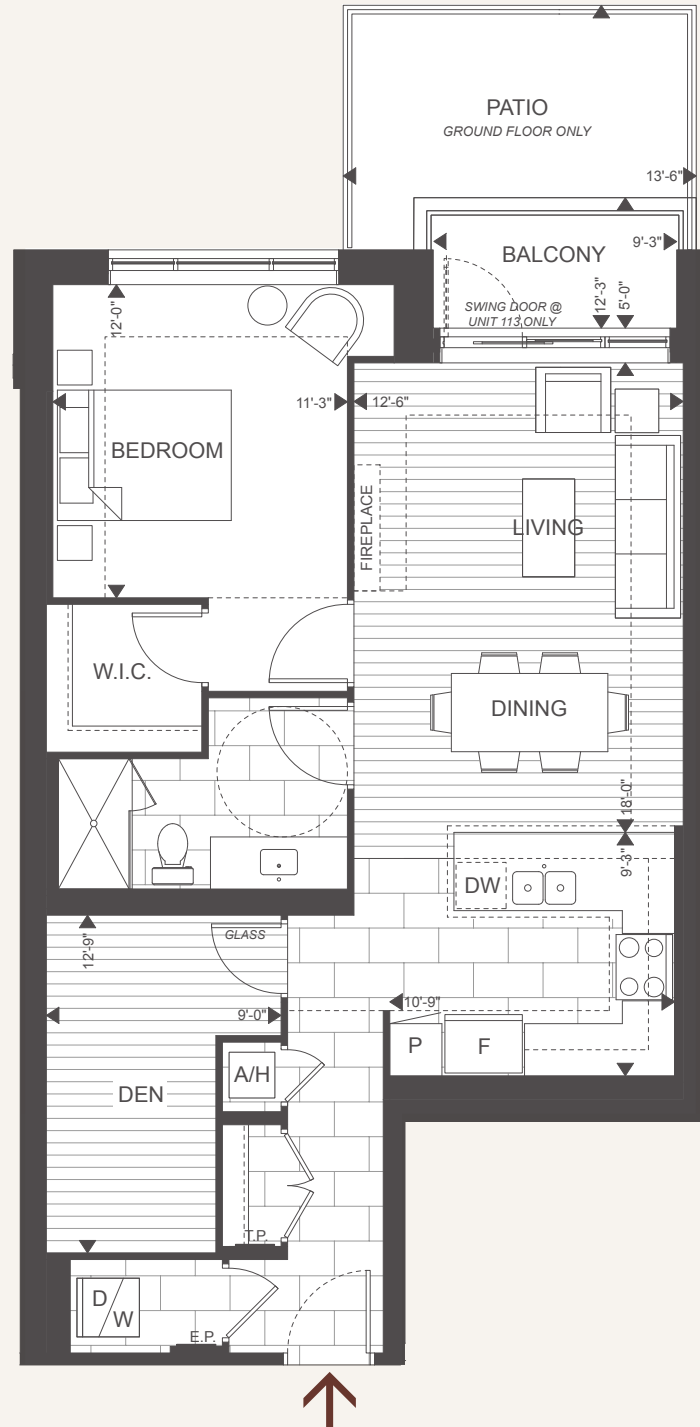 PATIO
GROUND FLOOR ONLY
13'-6"
BALCONY
9'-3"
SWING DOOR @
UNIT 113 ONLY
12'-3"
5'-0"
12'-0"
11'-3"
12'-6"
BEDROOM
FIREPLACE
LIVING
W.I.C.
DINING
18'-0"
9'-3"
DW
GLASS
12'-9"
9'-0"
10'-9"
P
F
A/H
DEN
T.P.
D
W
E.P.